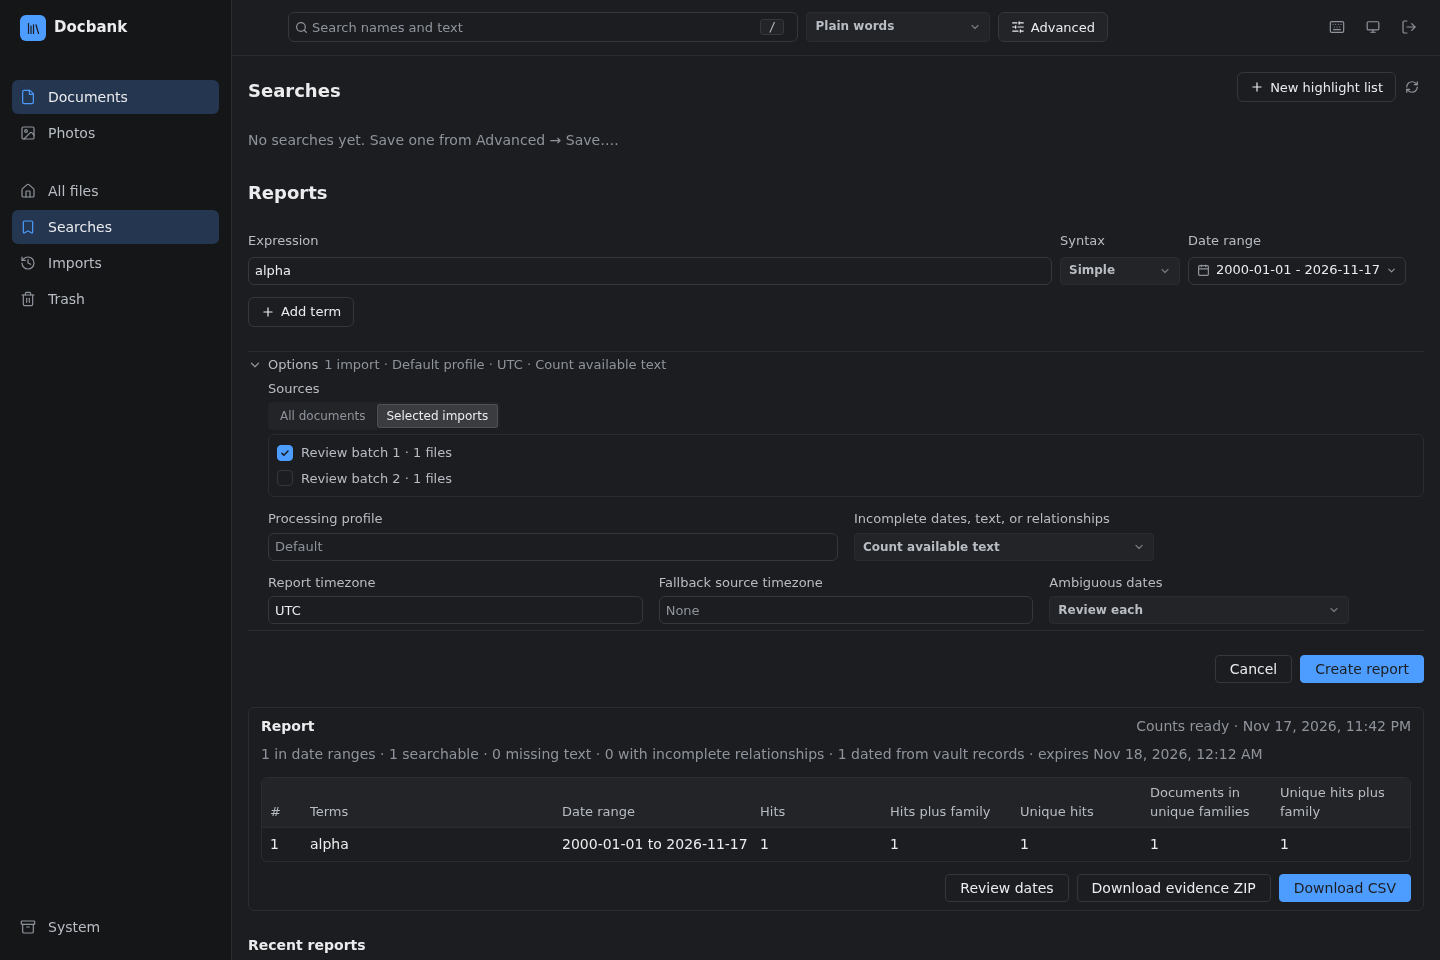 Docbank
Search names and text
/
Plain words
Advanced
Documents
Photos
All files
Searches
Imports
Trash
System
Searches
New highlight list
No searches yet. Save one from Advanced → Save….
Reports
Expression
Syntax
Date range
alpha
Simple
2000-01-01 - 2026-11-17
Add term
Options 1 import · Default profile · UTC · Count available text
Sources
All documents
Selected imports
Review batch 1 · 1 files
Review batch 2 · 1 files
Processing profile
Incomplete dates, text, or relationships
Default
Count available text
Report timezone
Fallback source timezone
Ambiguous dates
UTC
None
Review each
Cancel
Create report
Report
Counts ready · Nov 17, 2026, 11:42 PM
1 in date ranges · 1 searchable · 0 missing text · 0 with incomplete relationships · 1 dated from vault records · expires Nov 18, 2026, 12:12 AM
# Terms Date range Hits Hits plus family Unique hits Documents in unique families Unique hits plus family
1 alpha 2000-01-01 to 2026-11-17 1 1 1 1 1
Review dates
Download evidence ZIP
Download CSV
Recent reports